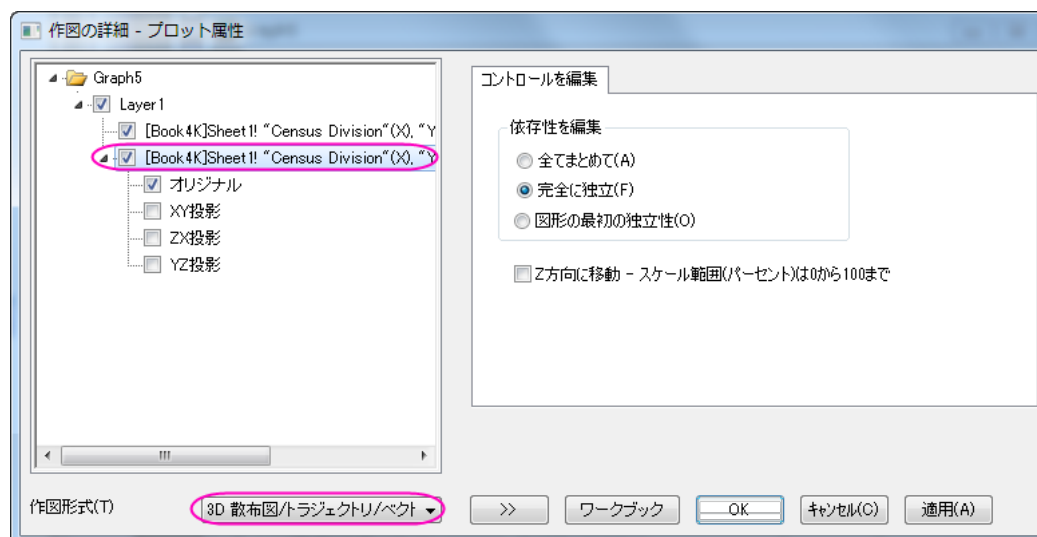 作図の詳細 - プロット属性
Graph5
Layer1
[Book4K]Sheet1! "Census Division"(X), "Y
[Book4K]Sheet1! "Census Division"(X), "Y
オリジナル
XY投影
ZX投影
YZ投影
コントロールを編集
依存性を編集
全てまとめて(A)
完全に独立(F)
図形の最初の独立性(O)
Z方向に移動 - スケール範囲(パーセント)は0から100まで
作図形式(T)
3D 散布図/トラジェクトリ/ベクト
>>
ワークブック
OK
キャンセル(C)
適用(A)